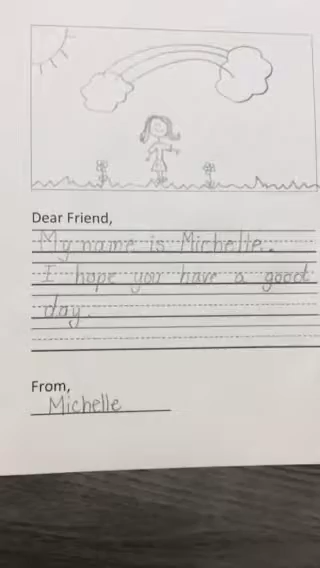 Dear Friend,
My name is Michelle.
I hope you have a good
day.
From,
Michelle